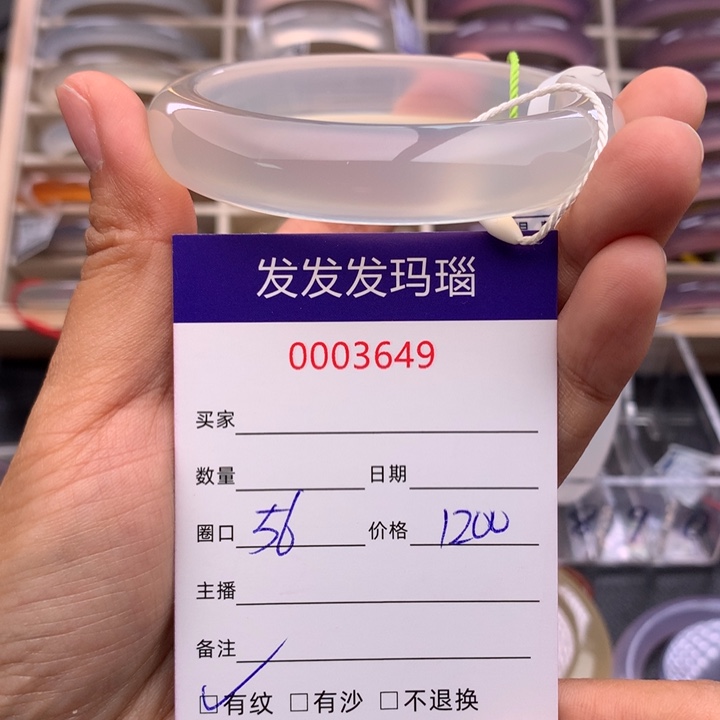 发发发玛瑙
0003649
买家
数量 日期
圈口 56 价格 1200
主播
备注
☑有纹 □有沙 □不退换